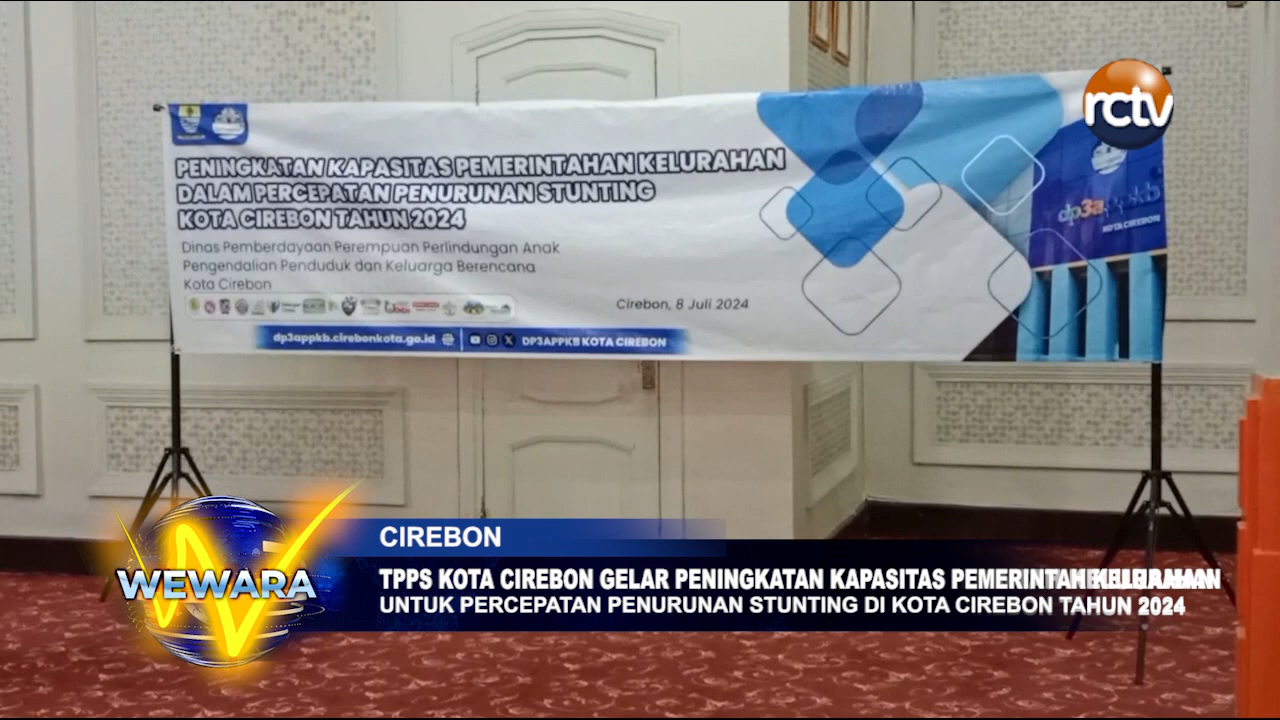 rctv
PENINGKATAN KAPASITAS PEMERINTAHAN KELURAHAN
DALAM PERCEPATAN PENURUNAN STUNTING
KOTA CIREBON TAHUN 2024
Dinas Pemberdayaan Perempuan Perlindungan Anak
Pengendalian Penduduk dan Keluarga Berencana
Kota Cirebon
Cirebon, 8 Juli 2024
dp3appkb.cirebonkota.go.id
DP3APPKB KOTA CIREBON
dp3appkb
KOTA CIREBON
WEWARA
CIREBON
TPPS KOTA CIREBON GELAR PENINGKATAN KAPASITAS PEMERINTAH KELURAHAN
UNTUK PERCEPATAN PENURUNAN STUNTING DI KOTA CIREBON TAHUN 2024